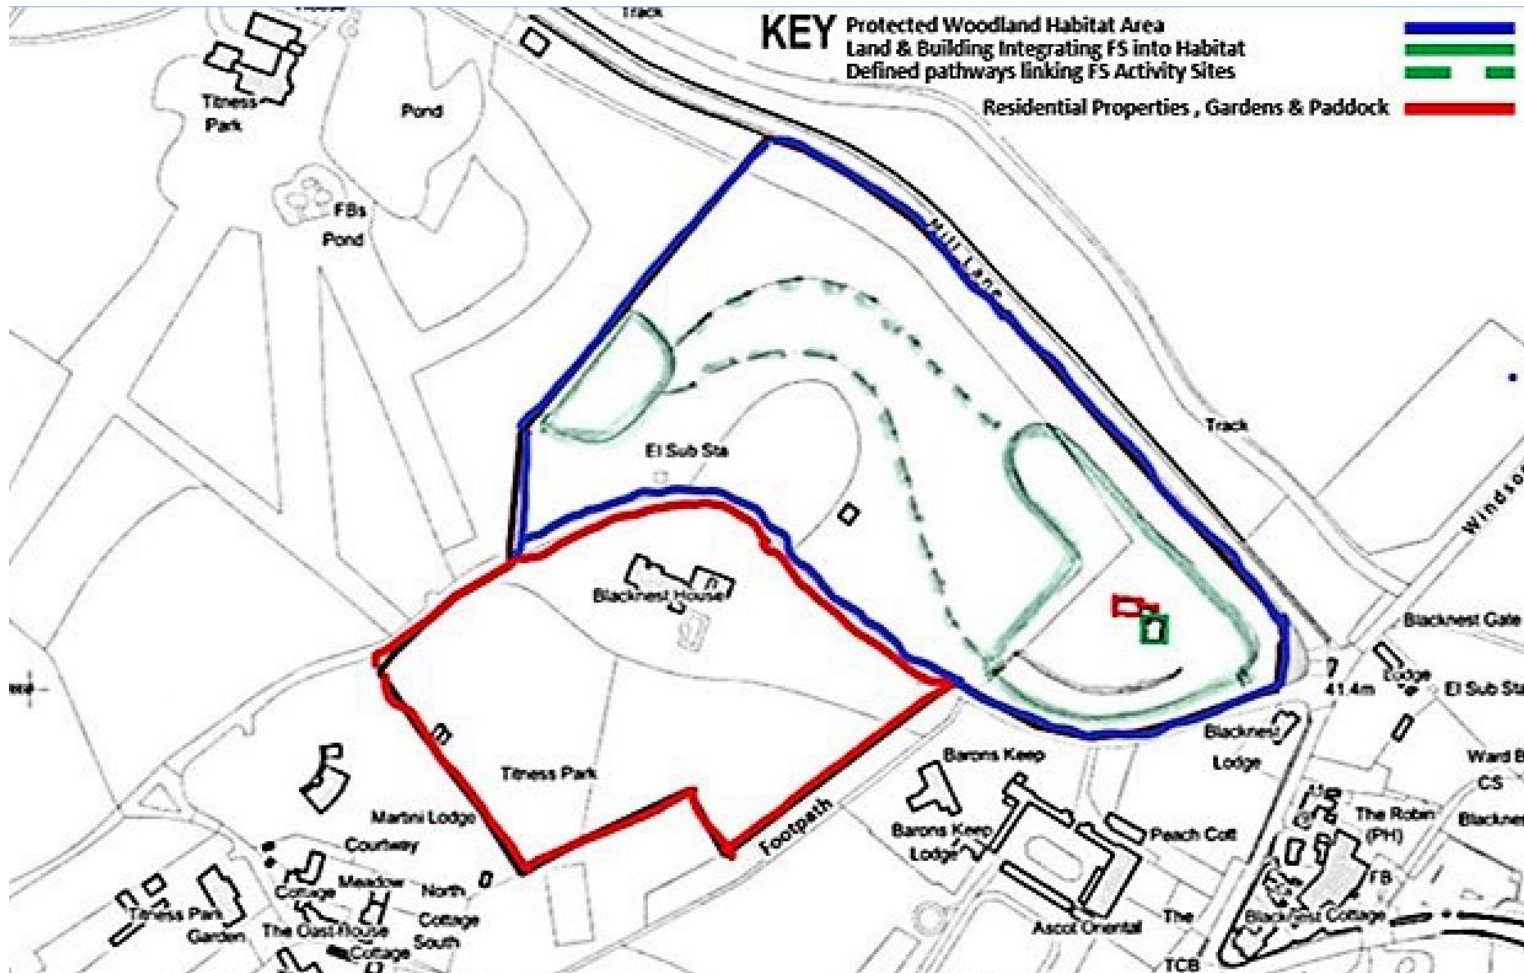 Track
KEY
Protected Woodland Habitat Area
Land & Building Integrating FS into Habitat
Defined pathways linking FS Activity Sites
Residential Properties , Gardens & Paddock
Titness
Park
Pond
FBs
Pond
Mill Lane
Track
El Sub Sta
Windsor
Blacknest House
Blacknest Gate
Lodge
41.4m
El Sub Sta
Blacknest
Lodge
Barons Keep
Titness Park
Footpath
Martini Lodge
Courtway
Barons Keep
Lodge
Peach Cott
The Robin
(PH)
Ward B
CS
Blacknes
FB
Cottage
Meadow
North
Cottage
South
Titness Park
Garden
The Oast House
Cottage
Ascot Oriental
The
Blacknest Cottage
TCB